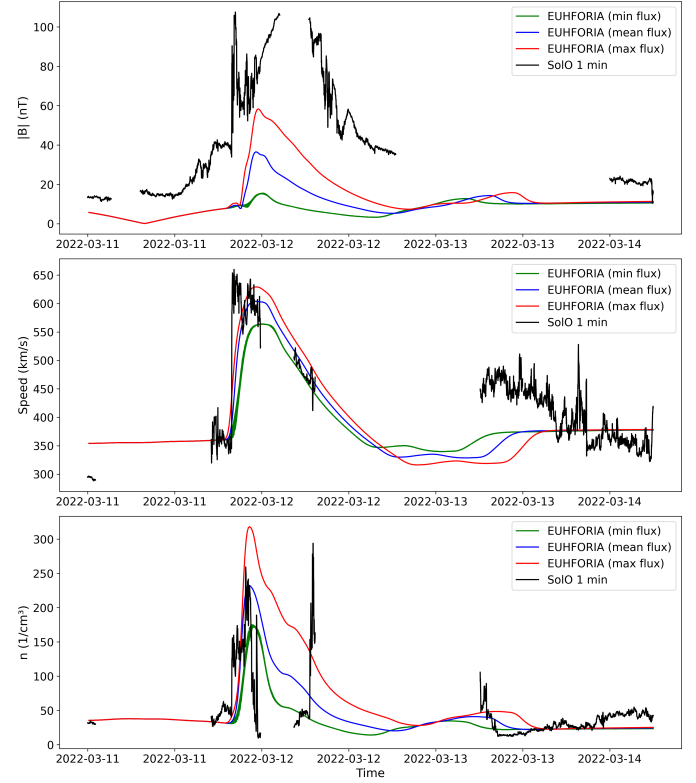 |B| (nT)
100
80
60
40
20
0
EUHFORIA (min flux)
EUHFORIA (mean flux)
EUHFORIA (max flux)
SolO 1 min
2022-03-11 2022-03-11 2022-03-12 2022-03-12 2022-03-13 2022-03-13 2022-03-14
Speed (km/s)
650
600
550
500
450
400
350
300
EUHFORIA (min flux)
EUHFORIA (mean flux)
EUHFORIA (max flux)
SolO 1 min
2022-03-11 2022-03-11 2022-03-12 2022-03-12 2022-03-13 2022-03-13 2022-03-14
n (1/cm³)
300
250
200
150
100
50
0
EUHFORIA (min flux)
EUHFORIA (mean flux)
EUHFORIA (max flux)
SolO 1 min
2022-03-11 2022-03-11 2022-03-12 2022-03-12 2022-03-13 2022-03-13 2022-03-14
Time